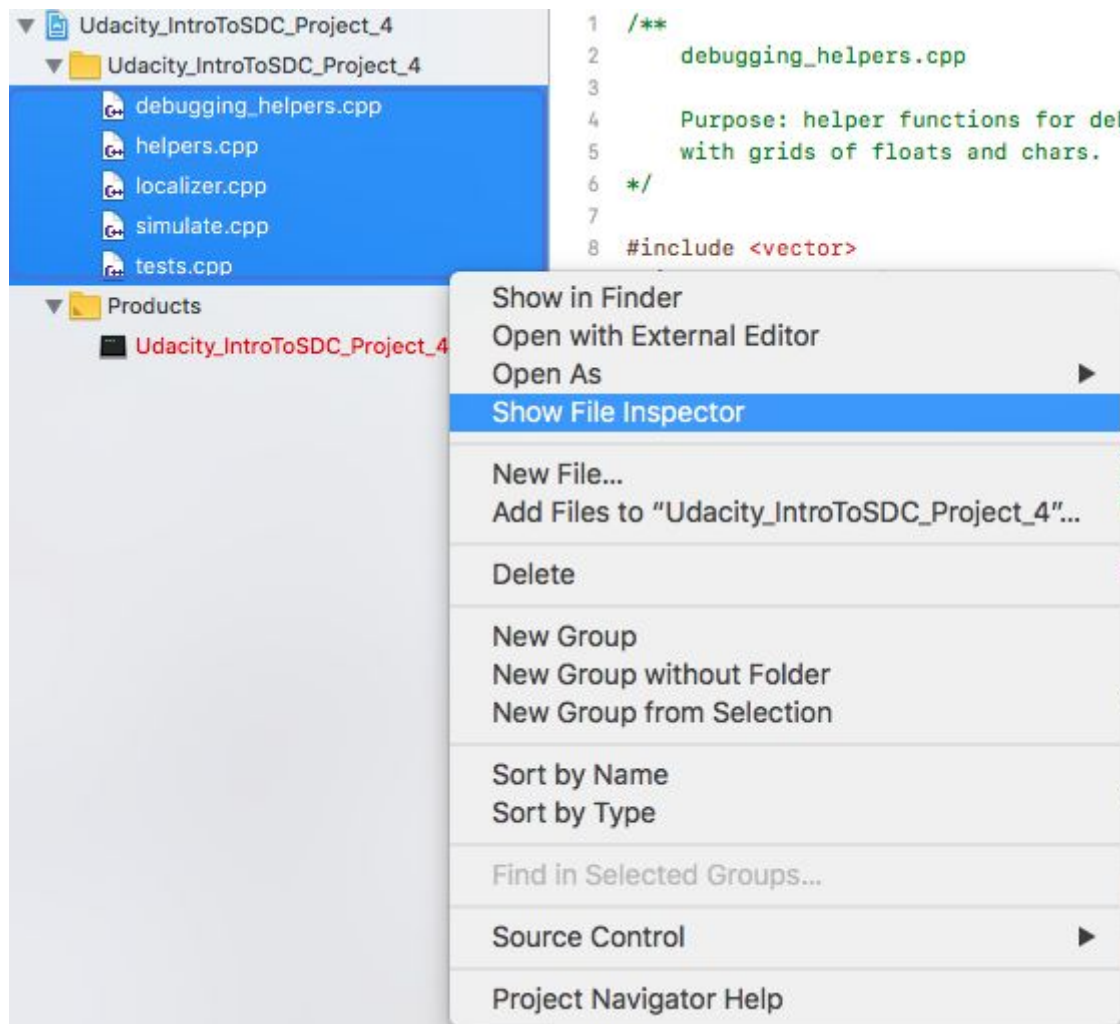 Udacity_IntroToSDC_Project_4
Udacity_IntroToSDC_Project_4
debugging_helpers.cpp
helpers.cpp
localizer.cpp
simulate.cpp
tests.cpp
Products
Udacity_IntroToSDC_Project_4
1 /**
2 debugging_helpers.cpp
3
4 Purpose: helper functions for del
5 with grids of floats and chars.
6 */
7
8 #include <vector>
Show in Finder
Open with External Editor
Open As
Show File Inspector
New File...
Add Files to “Udacity_IntroToSDC_Project_4”...
Delete
New Group
New Group without Folder
New Group from Selection
Sort by Name
Sort by Type
Find in Selected Groups...
Source Control
Project Navigator Help